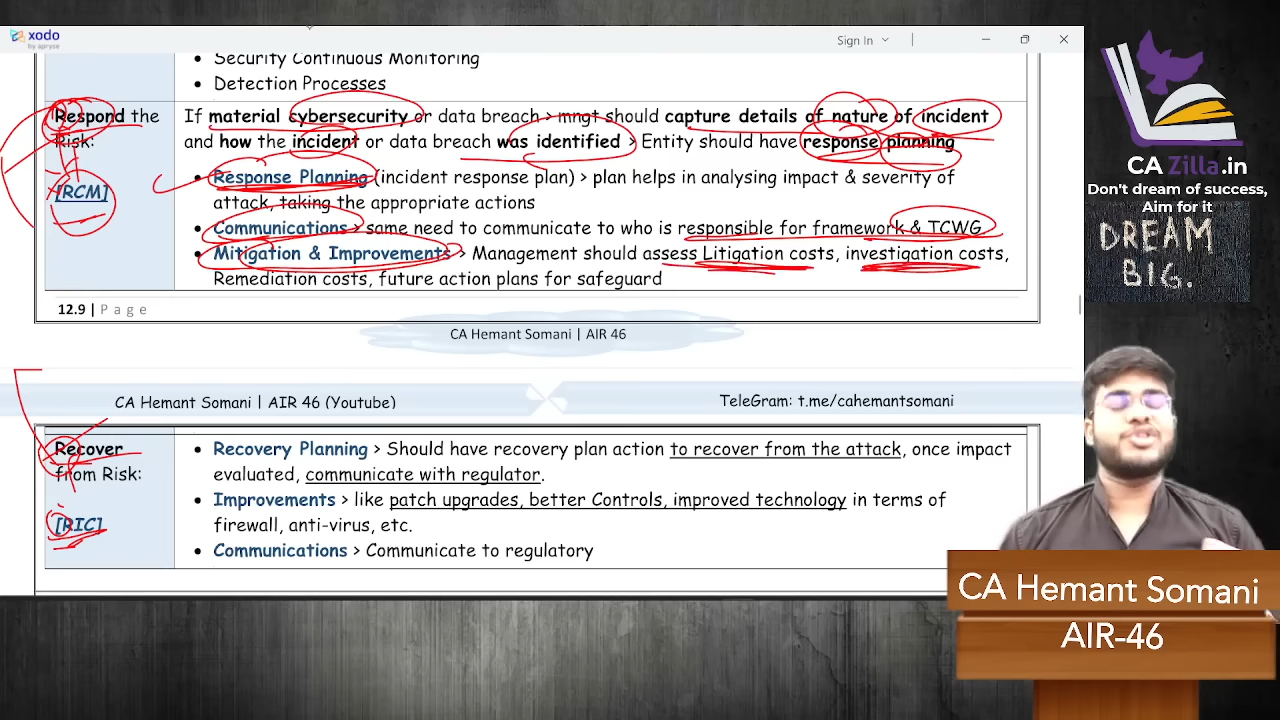 xodo
by apryse
Sign In
• Security Continuous Monitoring
• Detection Processes
Respond the Risk:
[RCM]
If material cybersecurity or data breach > mngt should capture details of nature of incident
and how the incident or data breach was identified > Entity should have response planning
• Response Planning (incident response plan) > plan helps in analysing impact & severity of
attack, taking the appropriate actions
• Communications > same need to communicate to who is responsible for framework & TCWG
• Mitigation & Improvements > Management should assess Litigation costs, investigation costs,
Remediation costs, future action plans for safeguard
12.9 | Page
CA Hemant Somani | AIR 46
CA Hemant Somani | AIR 46 (Youtube)
TeleGram: t.me/cahemantsomani
Recover
from Risk:
[RIC]
• Recovery Planning > Should have recovery plan action to recover from the attack, once impact
evaluated, communicate with regulator.
• Improvements > like patch upgrades, better Controls, improved technology in terms of
firewall, anti-virus, etc.
• Communications > Communicate to regulatory
CA Zilla.in
Don't dream of success,
Aim for it
DREAM
BIG.
CA Hemant Somani
AIR-46